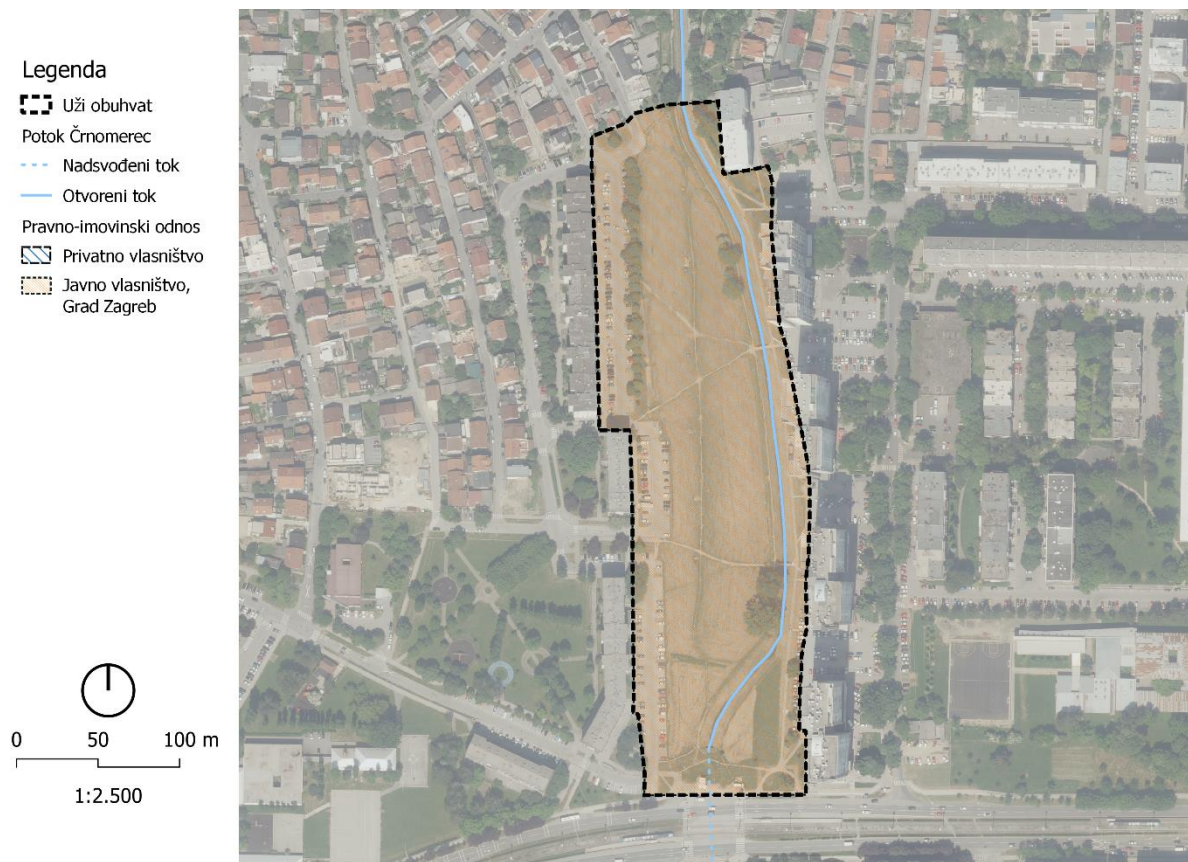 Legenda
Uži obuhvat
Potok Črnomerec
Nadsvođeni tok
Otvoreni tok
Pravno-imovinski odnos
Privatno vlasništvo
Javno vlasništvo,
Grad Zagreb
0 50 100 m
1:2.500